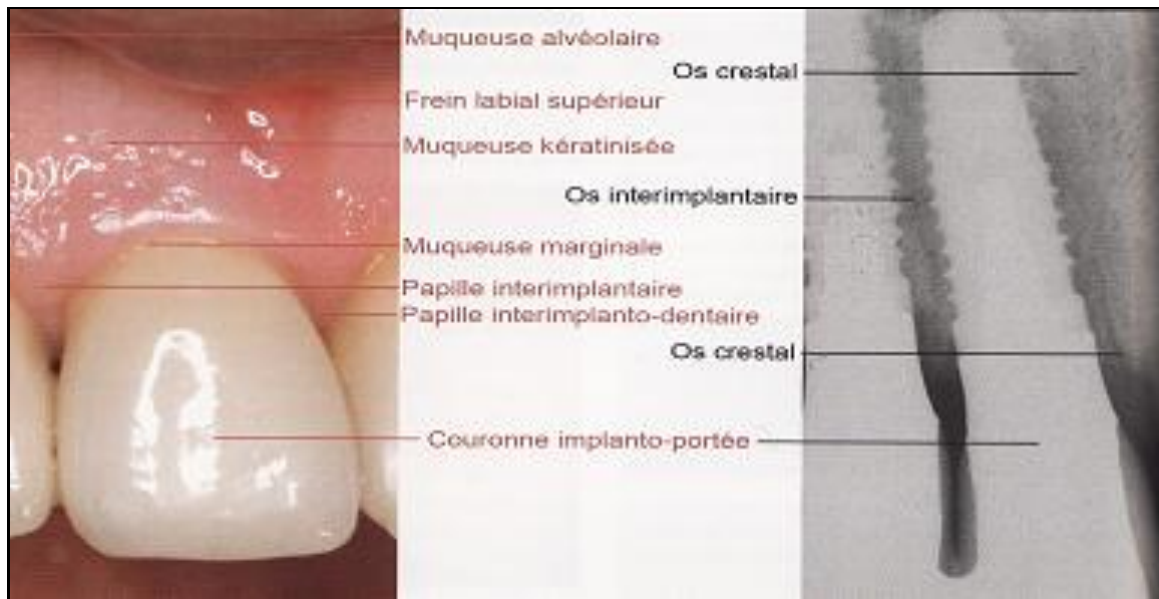 Muqueuse alvéolaire
Os crestal
Frein labial supérieur
Muqueuse kératinisée
Os interimplantaire
Muqueuse marginale
Papille interimplantaire
Papille interimplanto-dentaire
Os crestal
Couronne implanto-portée